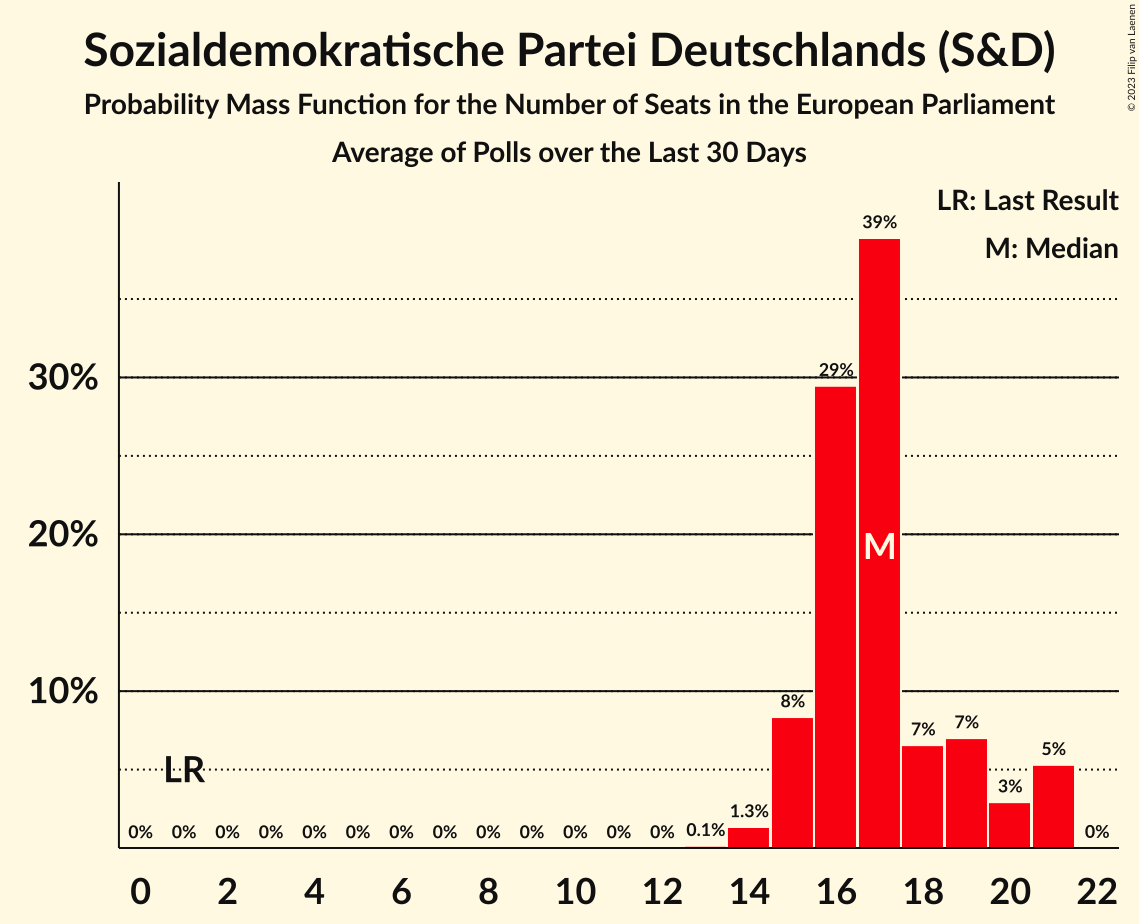 Sozialdemokratische Partei Deutschlands (S&D)
Probability Mass Function for the Number of Seats in the European Parliament
Average of Polls over the Last 30 Days
© 2023 Filip van Laenen
LR: Last Result
M: Median
39%
30%
29%
20%
M
10%
8%
7%
7%
5%
LR
3%
1.3%
0% 0% 0% 0% 0% 0% 0% 0% 0% 0% 0% 0% 0% 0.1% 0%
0 2 4 6 8 10 12 14 16 18 20 22